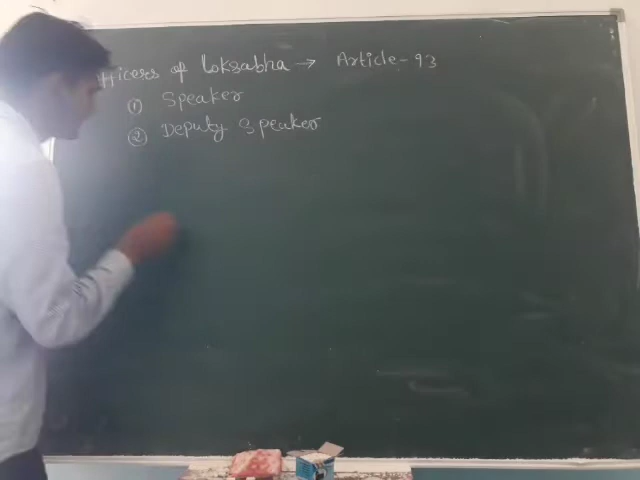 fficers of Loksabha → Article-93
① Speaker
② Deputy Speaker